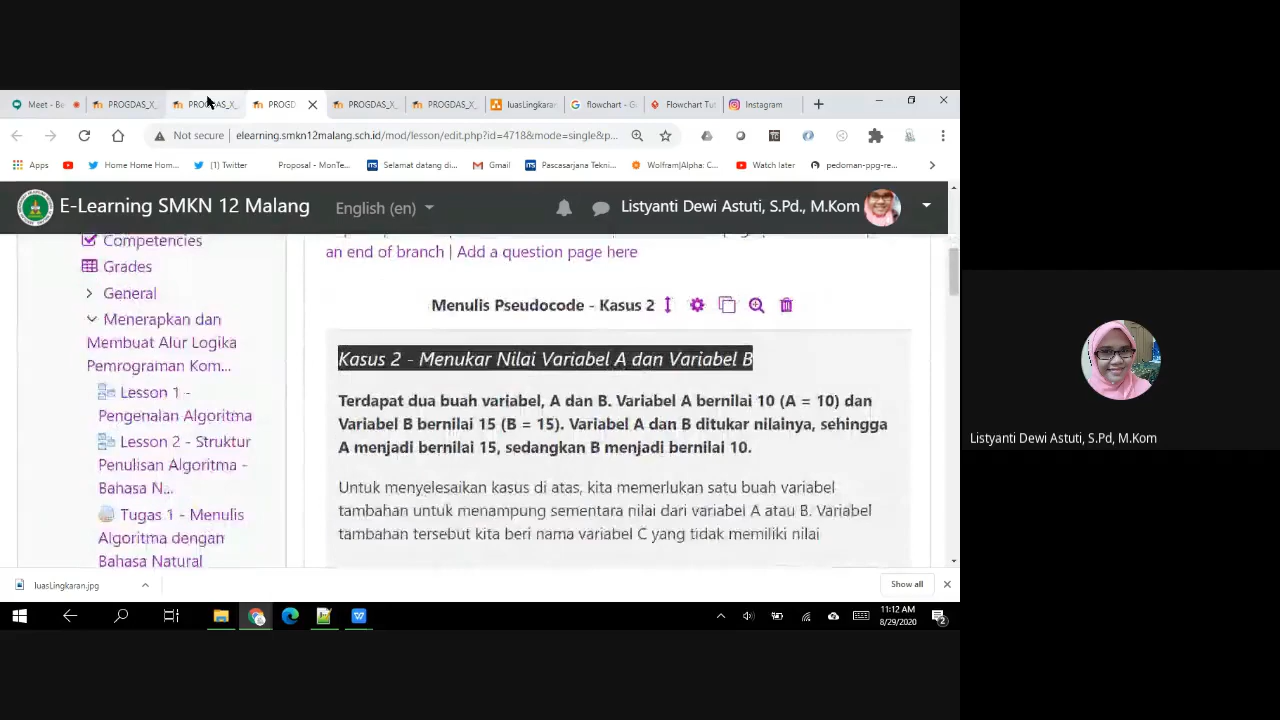 Meet - Be
PROGDAS_X_
PROGDAS_X_
PROGD
PROGDAS_X_
PROGDAS_X_
luasLingkaran
flowchart - G
Flowchart Tut
Instagram
Not secure
elearning.smkn12malang.sch.id/mod/lesson/edit.php?id=4718&mode=single&p...
Apps
Home Home Hom...
(1) Twitter
Proposal - MonTe...
Selamat datang di...
Gmail
Pascasarjana Tekni...
Wolfram|Alpha: C...
Watch later
pedoman-ppg-re...
E-Learning SMKN 12 Malang
English (en)
Listyanti Dewi Astuti, S.Pd., M.Kom
Competencies
Grades
General
Menerapkan dan
Membuat Alur Logika
Pemrograman Kom...
Lesson 1 -
Pengenalan Algoritma
Lesson 2 - Struktur
Penulisan Algoritma -
Bahasa N...
Tugas 1 - Menulis
Algoritma dengan
Bahasa Natural
an end of branch | Add a question page here
Menulis Pseudocode - Kasus 2
Kasus 2 - Menukar Nilai Variabel A dan Variabel B
Terdapat dua buah variabel, A dan B. Variabel A bernilai 10 (A = 10) dan
Variabel B bernilai 15 (B = 15). Variabel A dan B ditukar nilainya, sehingga
A menjadi bernilai 15, sedangkan B menjadi bernilai 10.
Untuk menyelesaikan kasus di atas, kita memerlukan satu buah variabel
tambahan untuk menampung sementara nilai dari variabel A atau B. Variabel
tambahan tersebut kita beri nama variabel C yang tidak memiliki nilai
Listyanti Dewi Astuti, S.Pd, M.Kom
luasLingkaran.jpg
Show all
11:12 AM
8/29/2020
2